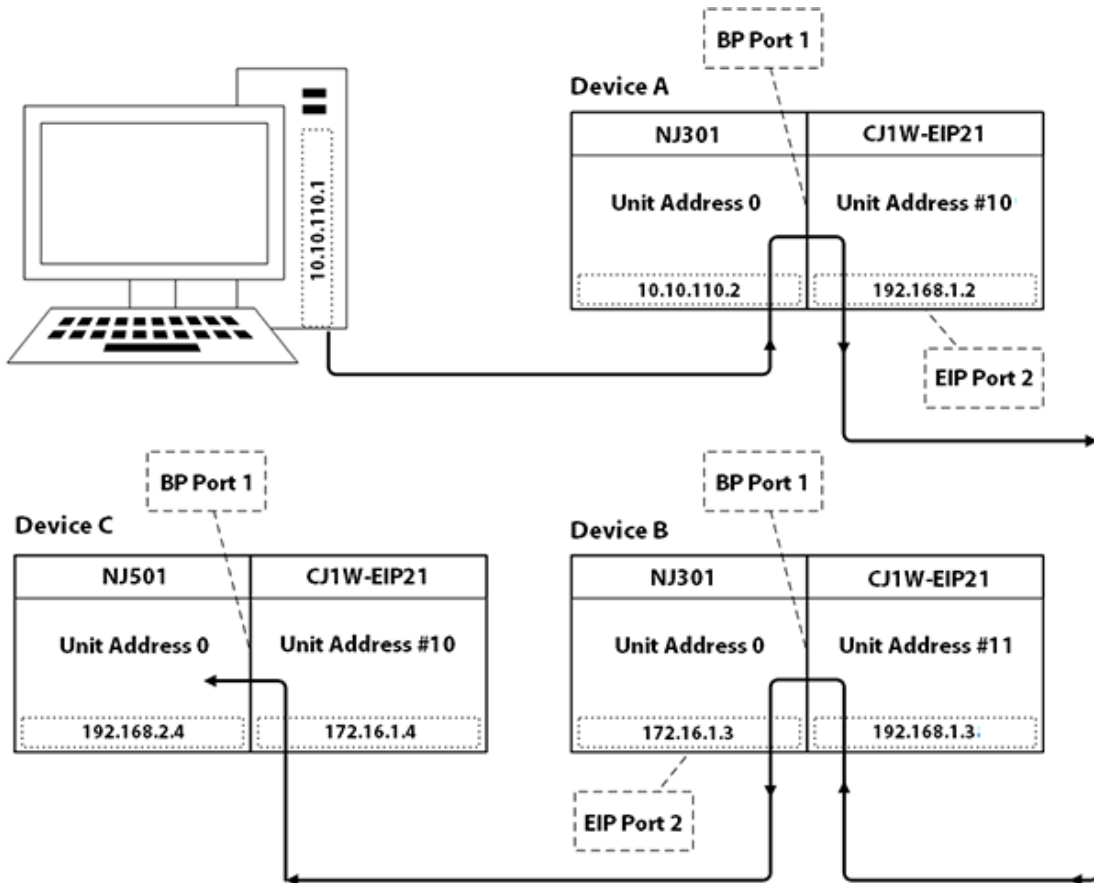 BP Port 1
Device A
NJ301
CJ1W-EIP21
10.10.110.1
Unit Address 0
Unit Address #10
10.10.110.2
192.168.1.2
EIP Port 2
BP Port 1
BP Port 1
Device C
Device B
NJ501
CJ1W-EIP21
NJ301
CJ1W-EIP21
Unit Address 0
Unit Address #10
Unit Address 0
Unit Address #11
192.168.2.4
172.16.1.4
172.16.1.3
192.168.1.3
EIP Port 2